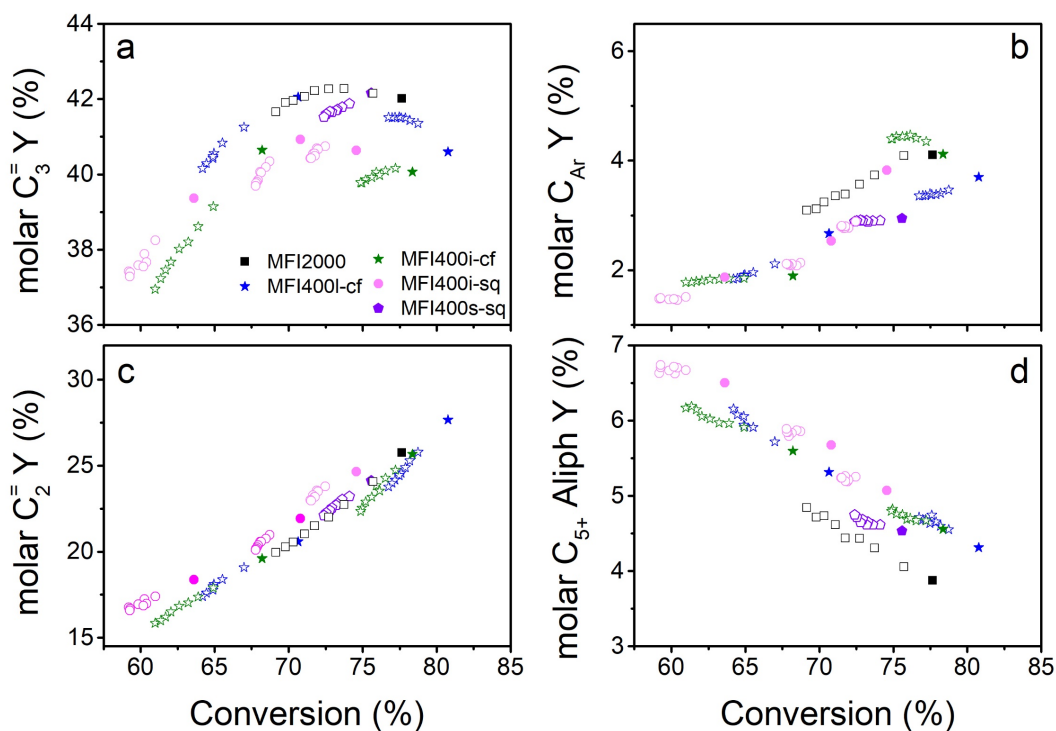 a
molar C3= Y (%)
44
42
40
38
36
MFI2000
MFI400l-cf
MFI400i-cf
MFI400i-sq
MFI400s-sq
b
molar CAr Y (%)
6
4
2
c
molar C2= Y (%)
30
25
20
15
60 65 70 75 80 85
Conversion (%)
d
molar C5+ Aliph Y (%)
7
6
5
4
3
60 65 70 75 80 85
Conversion (%)